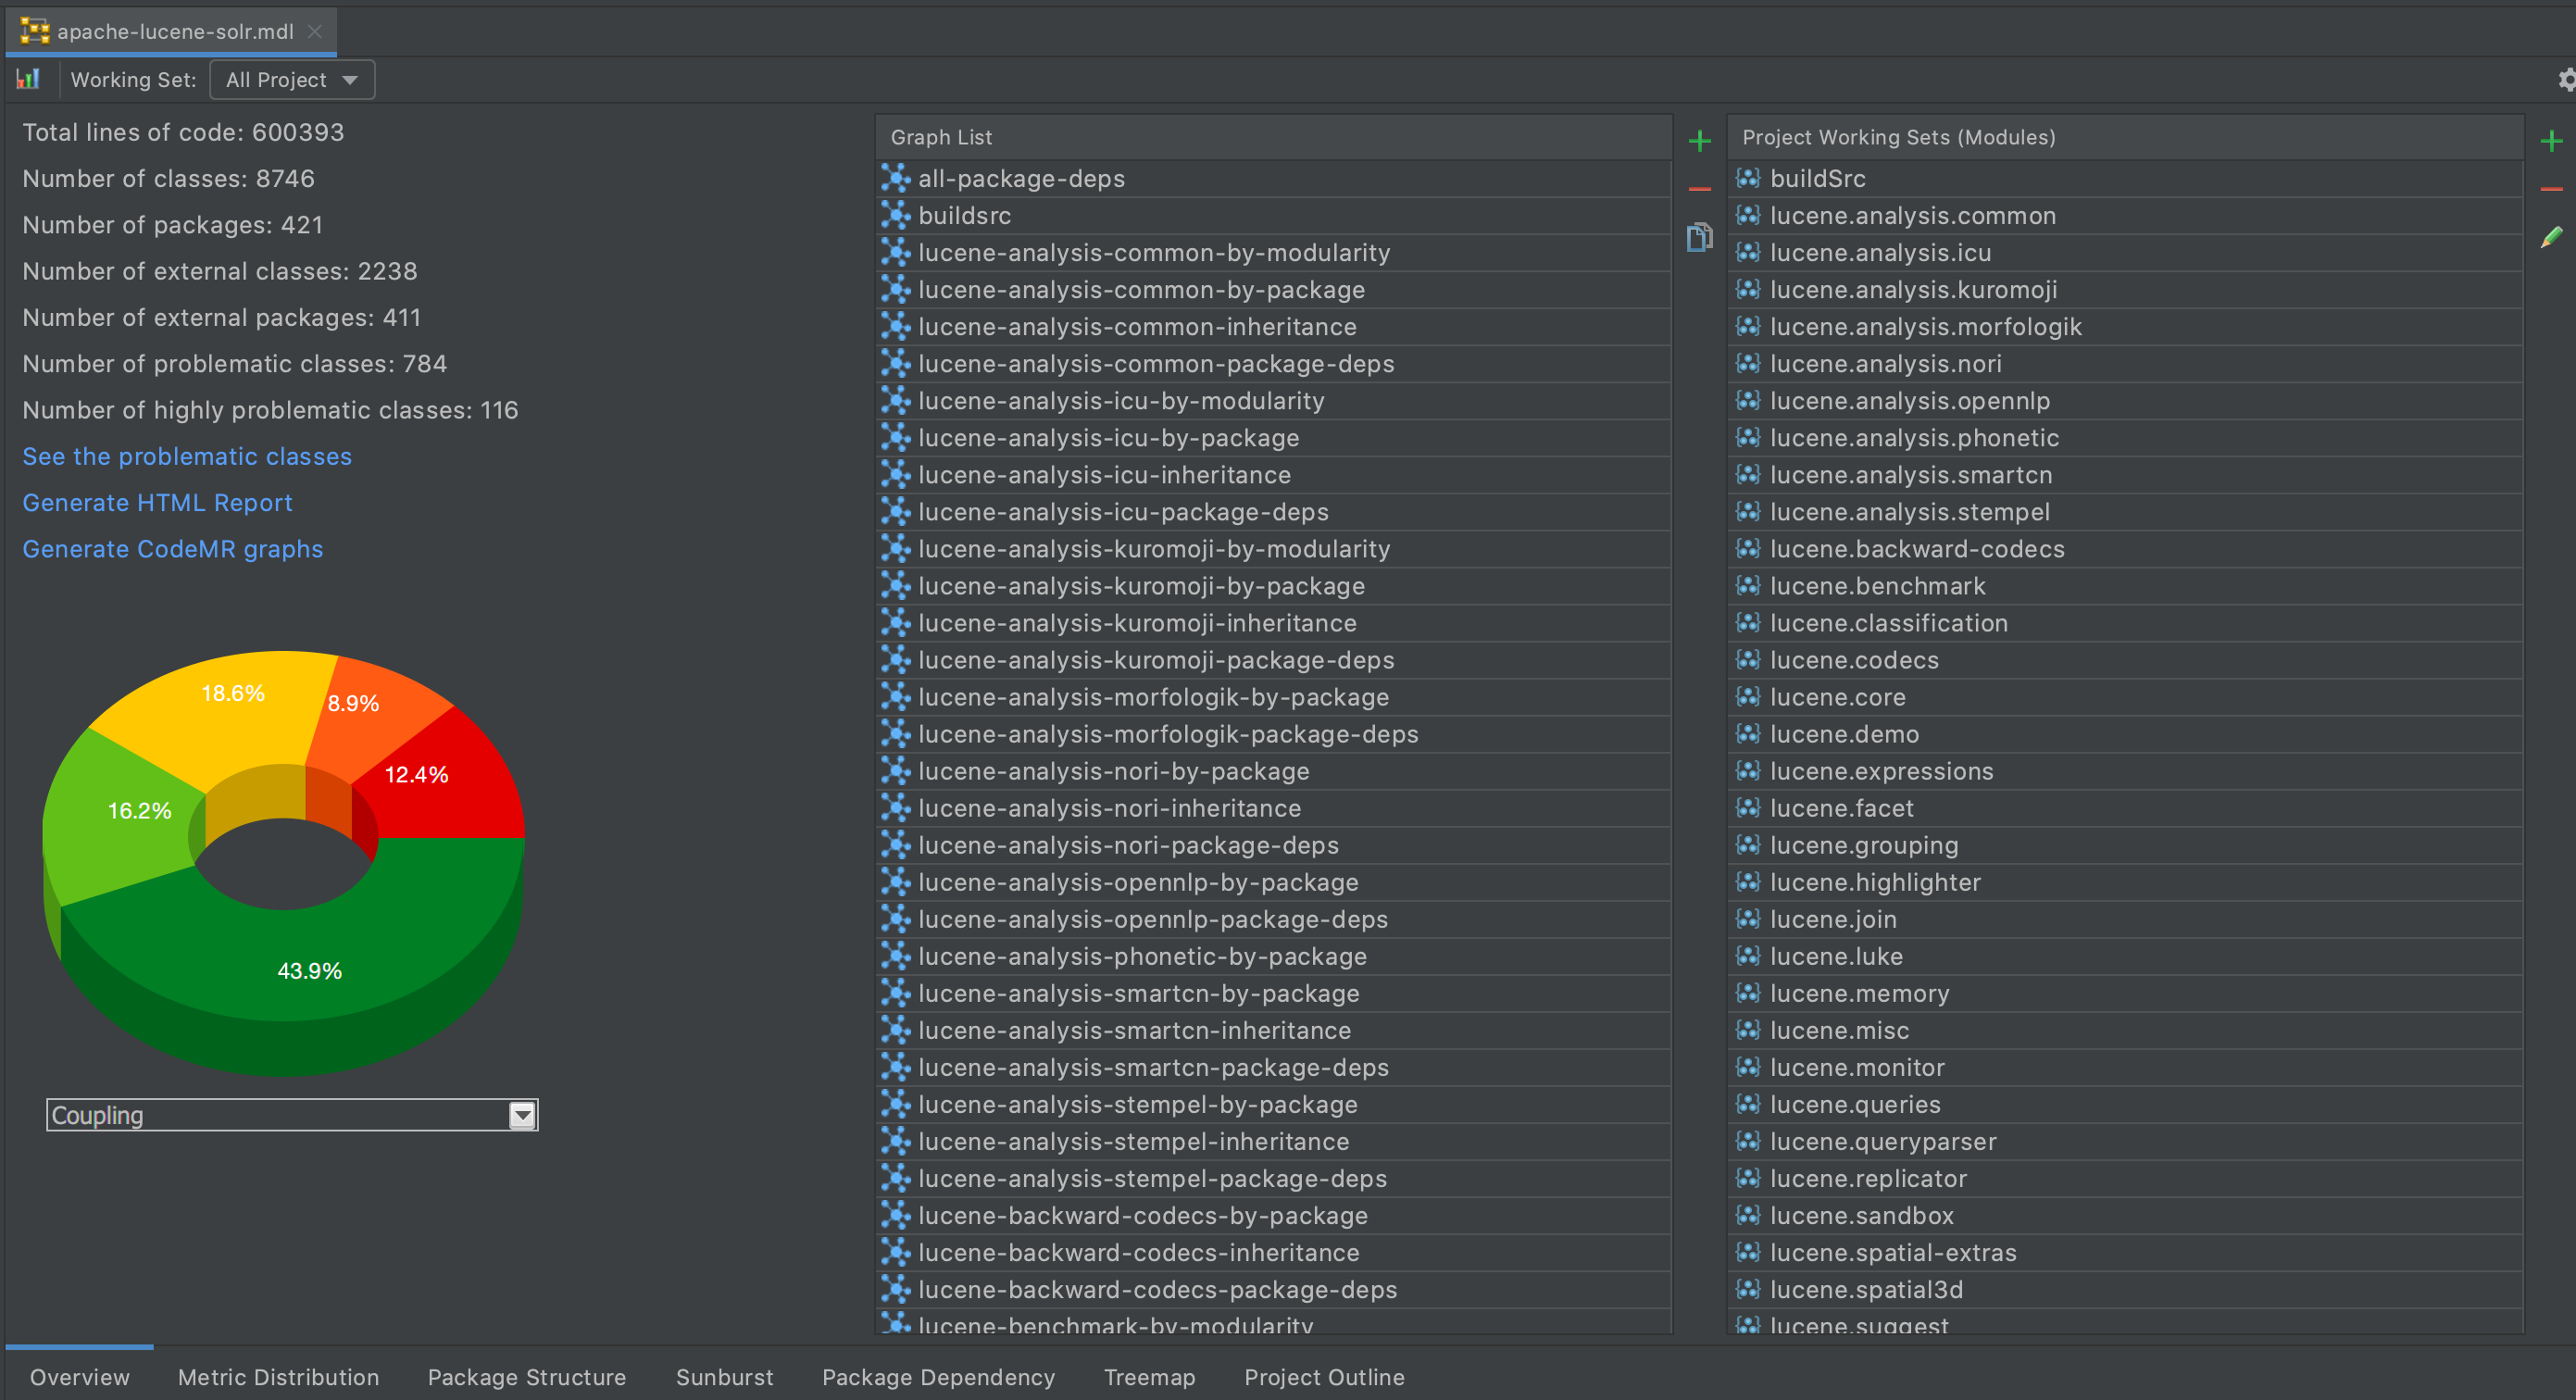 apache-lucene-solr.mdl
Working Set: All Project
Total lines of code: 600393
Number of classes: 8746
Number of packages: 421
Number of external classes: 2238
Number of external packages: 411
Number of problematic classes: 784
Number of highly problematic classes: 116
See the problematic classes
Generate HTML Report
Generate CodeMR graphs
18.6%
8.9%
12.4%
16.2%
43.9%
Coupling
Graph List
all-package-deps
buildsrc
lucene-analysis-common-by-modularity
lucene-analysis-common-by-package
lucene-analysis-common-inheritance
lucene-analysis-common-package-deps
lucene-analysis-icu-by-modularity
lucene-analysis-icu-by-package
lucene-analysis-icu-inheritance
lucene-analysis-icu-package-deps
lucene-analysis-kuromoji-by-modularity
lucene-analysis-kuromoji-by-package
lucene-analysis-kuromoji-inheritance
lucene-analysis-kuromoji-package-deps
lucene-analysis-morfologik-by-package
lucene-analysis-morfologik-package-deps
lucene-analysis-nori-by-package
lucene-analysis-nori-inheritance
lucene-analysis-nori-package-deps
lucene-analysis-opennlp-by-package
lucene-analysis-opennlp-package-deps
lucene-analysis-phonetic-by-package
lucene-analysis-smartcn-by-package
lucene-analysis-smartcn-inheritance
lucene-analysis-smartcn-package-deps
lucene-analysis-stempel-by-package
lucene-analysis-stempel-inheritance
lucene-analysis-stempel-package-deps
lucene-backward-codecs-by-package
lucene-backward-codecs-inheritance
lucene-backward-codecs-package-deps
lucene-benchmark-by-modularity
Project Working Sets (Modules)
buildSrc
lucene.analysis.common
lucene.analysis.icu
lucene.analysis.kuromoji
lucene.analysis.morfologik
lucene.analysis.nori
lucene.analysis.opennlp
lucene.analysis.phonetic
lucene.analysis.smartcn
lucene.analysis.stempel
lucene.backward-codecs
lucene.benchmark
lucene.classification
lucene.codecs
lucene.core
lucene.demo
lucene.expressions
lucene.facet
lucene.grouping
lucene.highlighter
lucene.join
lucene.luke
lucene.memory
lucene.misc
lucene.monitor
lucene.queries
lucene.queryparser
lucene.replicator
lucene.sandbox
lucene.spatial-extras
lucene.spatial3d
lucene.suggest
Overview Metric Distribution Package Structure Sunburst Package Dependency Treemap Project Outline